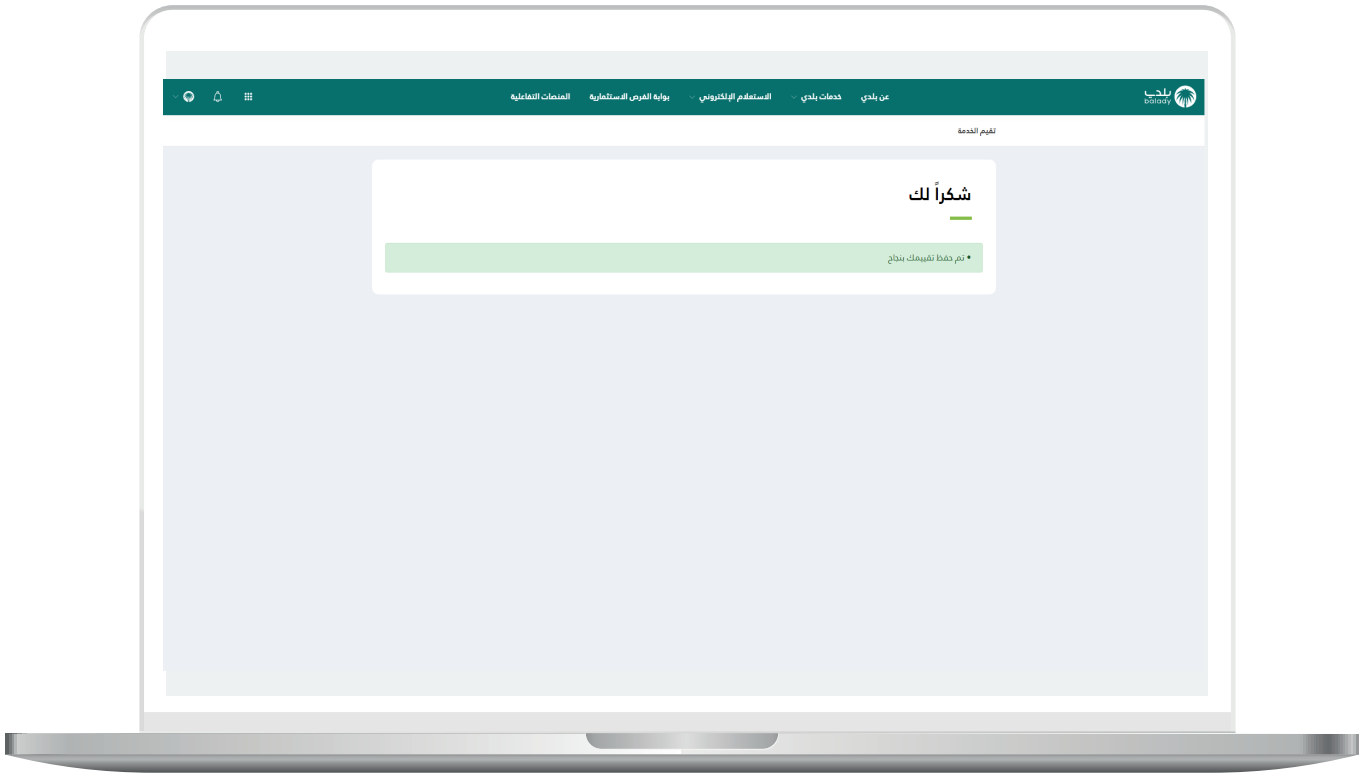 بلدي
balady
عن بلدي
خدمات بلدي
الاستعلام الإلكتروني
بوابة الفرص الاستثمارية
المنصات التفاعلية
تقيم الخدمة
شكراً لك
• تم حفظ تقييمك بنجاح